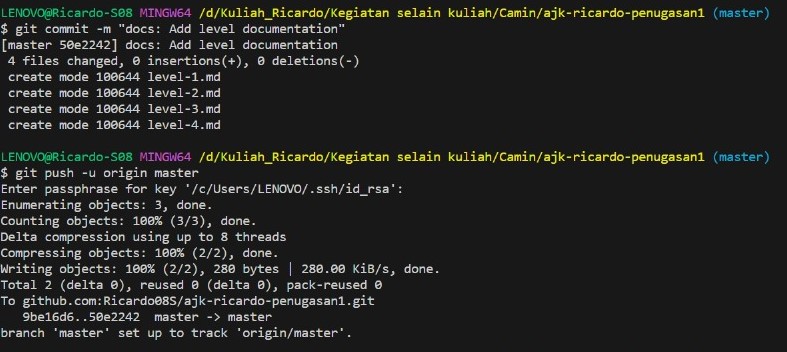 LENOVO@Ricardo-S08 MINGW64 /d/Kuliah_Ricardo/Kegiatan selain kuliah/Camin/ajk-ricardo-penugasan1 (master)
$ git commit -m "docs: Add level documentation"
[master 50e2242] docs: Add level documentation
 4 files changed, 0 insertions(+), 0 deletions(-)
 create mode 100644 level-1.md
 create mode 100644 level-2.md
 create mode 100644 level-3.md
 create mode 100644 level-4.md
LENOVO@Ricardo-S08 MINGW64 /d/Kuliah_Ricardo/Kegiatan selain kuliah/Camin/ajk-ricardo-penugasan1 (master)
$ git push -u origin master
Enter passphrase for key '/c/Users/LENOVO/.ssh/id_rsa':
Enumerating objects: 3, done.
Counting objects: 100% (3/3), done.
Delta compression using up to 8 threads
Compressing objects: 100% (2/2), done.
Writing objects: 100% (2/2), 280 bytes | 280.00 KiB/s, done.
Total 2 (delta 0), reused 0 (delta 0), pack-reused 0
To github.com:Ricardo08S/ajk-ricardo-penugasan1.git
   9be16d6..50e2242  master -> master
branch 'master' set up to track 'origin/master'.